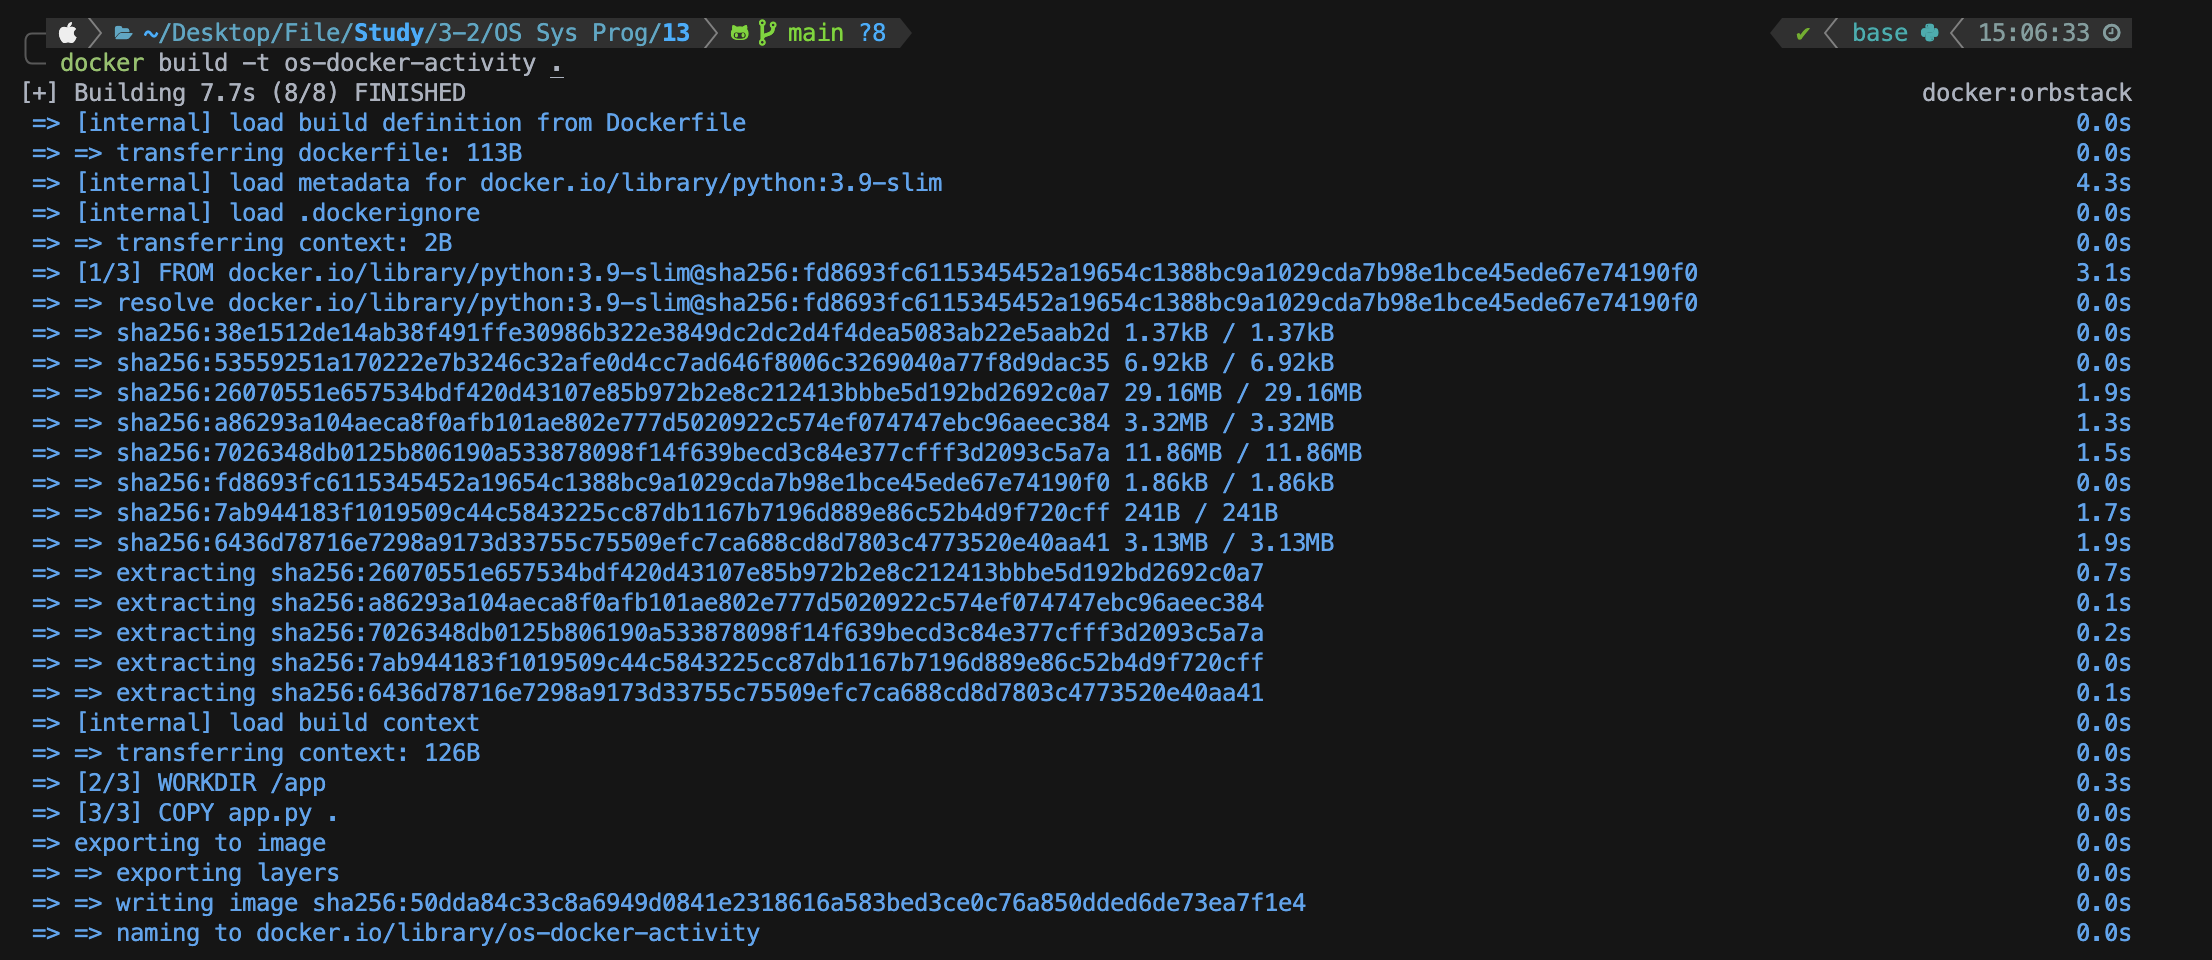 ~/Desktop/File/Study/3-2/OS Sys Prog/13 main ?8 ✔ base 15:06:33
docker build -t os-docker-activity .
[+] Building 7.7s (8/8) FINISHED docker:orbstack
=> [internal] load build definition from Dockerfile 0.0s
=> => transferring dockerfile: 113B 0.0s
=> [internal] load metadata for docker.io/library/python:3.9-slim 4.3s
=> [internal] load .dockerignore 0.0s
=> => transferring context: 2B 0.0s
=> [1/3] FROM docker.io/library/python:3.9-slim@sha256:fd8693fc6115345452a19654c1388bc9a1029cda7b98e1bce45ede67e74190f0 3.1s
=> => resolve docker.io/library/python:3.9-slim@sha256:fd8693fc6115345452a19654c1388bc9a1029cda7b98e1bce45ede67e74190f0 0.0s
=> => sha256:38e1512de14ab38f491ffe30986b322e3849dc2dc2d4f4dea5083ab22e5aab2d 1.37kB / 1.37kB 0.0s
=> => sha256:53559251a170222e7b3246c32afe0d4cc7ad646f8006c3269040a77f8d9dac35 6.92kB / 6.92kB 0.0s
=> => sha256:26070551e657534bdf420d43107e85b972b2e8c212413bbbe5d192bd2692c0a7 29.16MB / 29.16MB 1.9s
=> => sha256:a86293a104aeca8f0afb101ae802e777d5020922c574ef074747ebc96aeec384 3.32MB / 3.32MB 1.3s
=> => sha256:7026348db0125b806190a533878098f14f639becd3c84e377cfff3d2093c5a7a 11.86MB / 11.86MB 1.5s
=> => sha256:fd8693fc6115345452a19654c1388bc9a1029cda7b98e1bce45ede67e74190f0 1.86kB / 1.86kB 0.0s
=> => sha256:7ab944183f1019509c44c5843225cc87db1167b7196d889e86c52b4d9f720cff 241B / 241B 1.7s
=> => sha256:6436d78716e7298a9173d33755c75509efc7ca688cd8d7803c4773520e40aa41 3.13MB / 3.13MB 1.9s
=> => extracting sha256:26070551e657534bdf420d43107e85b972b2e8c212413bbbe5d192bd2692c0a7 0.7s
=> => extracting sha256:a86293a104aeca8f0afb101ae802e777d5020922c574ef074747ebc96aeec384 0.1s
=> => extracting sha256:7026348db0125b806190a533878098f14f639becd3c84e377cfff3d2093c5a7a 0.2s
=> => extracting sha256:7ab944183f1019509c44c5843225cc87db1167b7196d889e86c52b4d9f720cff 0.0s
=> => extracting sha256:6436d78716e7298a9173d33755c75509efc7ca688cd8d7803c4773520e40aa41 0.1s
=> [internal] load build context 0.0s
=> => transferring context: 126B 0.0s
=> [2/3] WORKDIR /app 0.3s
=> [3/3] COPY app.py . 0.0s
=> exporting to image 0.0s
=> => exporting layers 0.0s
=> => writing image sha256:50dda84c33c8a6949d0841e2318616a583bed3ce0c76a850dded6de73ea7f1e4 0.0s
=> => naming to docker.io/library/os-docker-activity 0.0s